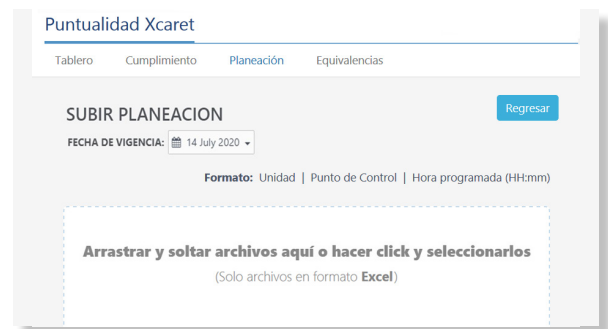 Puntualidad Xcaret
Tablero Cumplimiento Planeación Equivalencias
SUBIR PLANEACION
Regresar
FECHA DE VIGENCIA: 14 July 2020
Formato: Unidad | Punto de Control | Hora programada (HH:mm)
Arrastrar y soltar archivos aquí o hacer click y seleccionarlos
(Solo archivos en formato Excel)